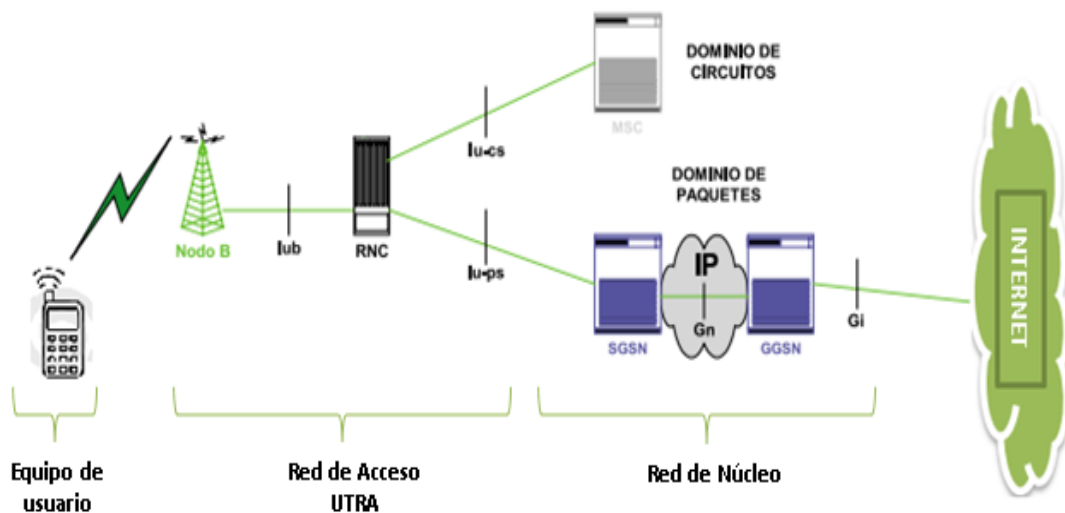 DOMINIO DE
CÍRCUÍTOS
MSC
Iu-cs
DOMINIO DE
PAQUETES
Nodo B
Iub
RNC
Iu-ps
IP
Gn
SGSN
GGSN
Gi
INTERNET
Equipo de
usuario
Red de Acceso
UTRA
Red de Núcleo